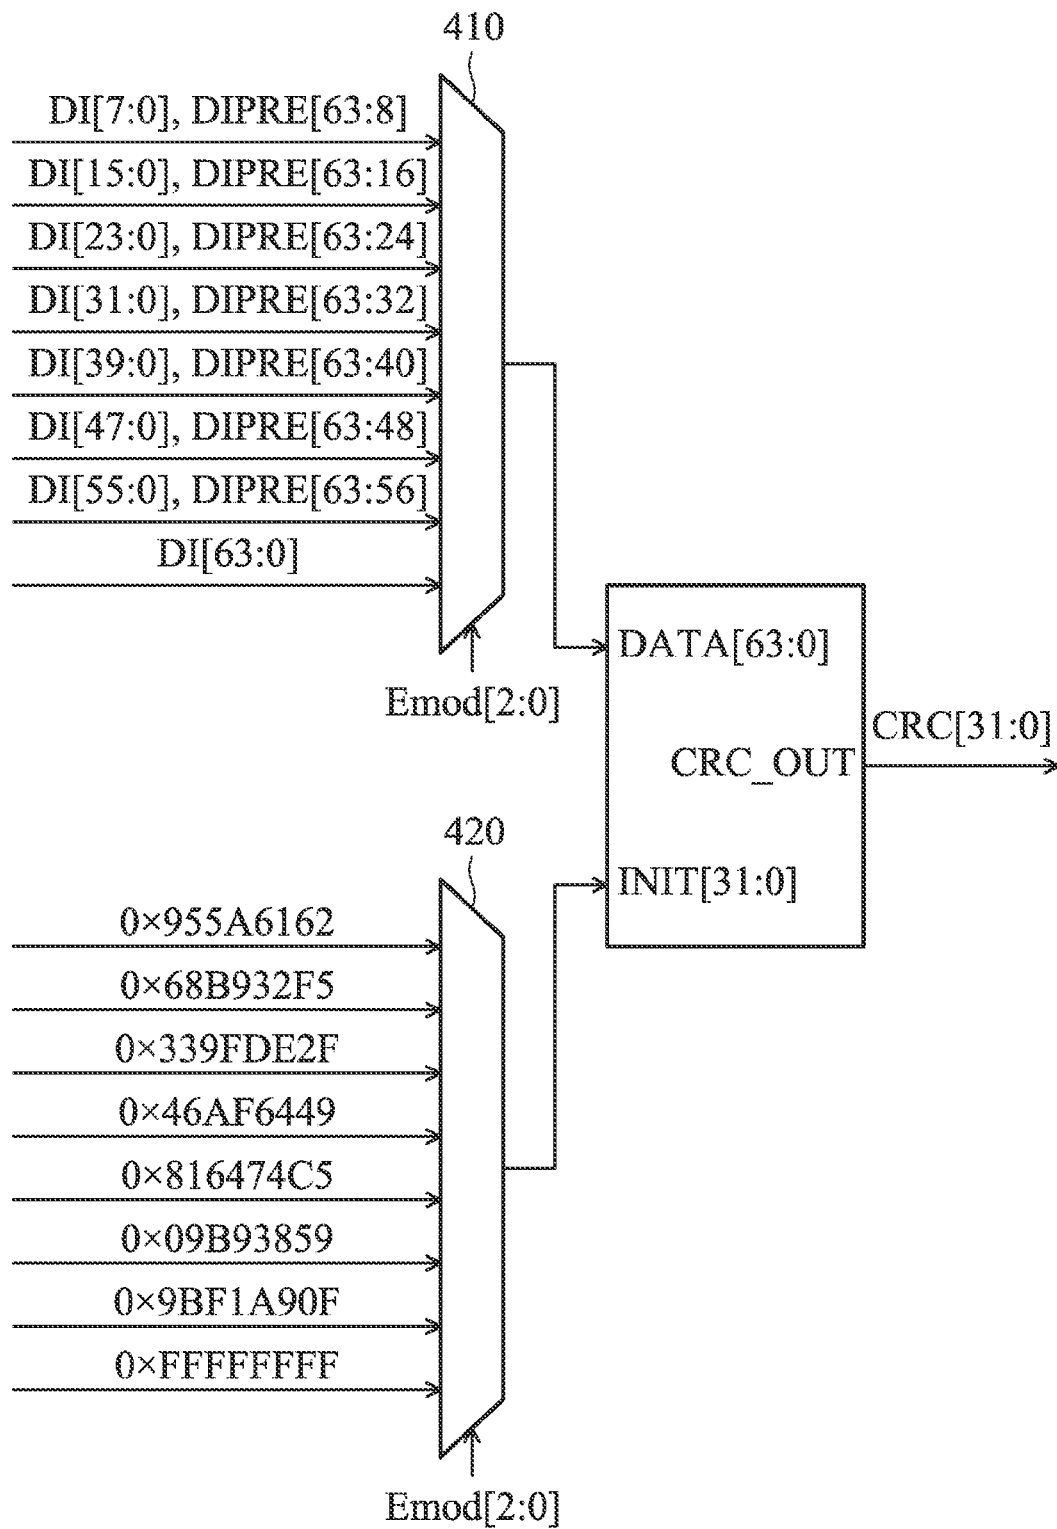 410
DI[7:0], DIPRE[63:8]
DI[15:0], DIPRE[63:16]
DI[23:0], DIPRE[63:24]
DI[31:0], DIPRE[63:32]
DI[39:0], DIPRE[63:40]
DI[47:0], DIPRE[63:48]
DI[55:0], DIPRE[63:56]
DI[63:0]
Emod[2:0]
DATA[63:0]
CRC_OUT
CRC[31:0]
INIT[31:0]
420
0×955A6162
0×68B932F5
0×339FDE2F
0×46AF6449
0×816474C5
0×09B93859
0×9BF1A90F
0×FFFFFFFF
Emod[2:0]